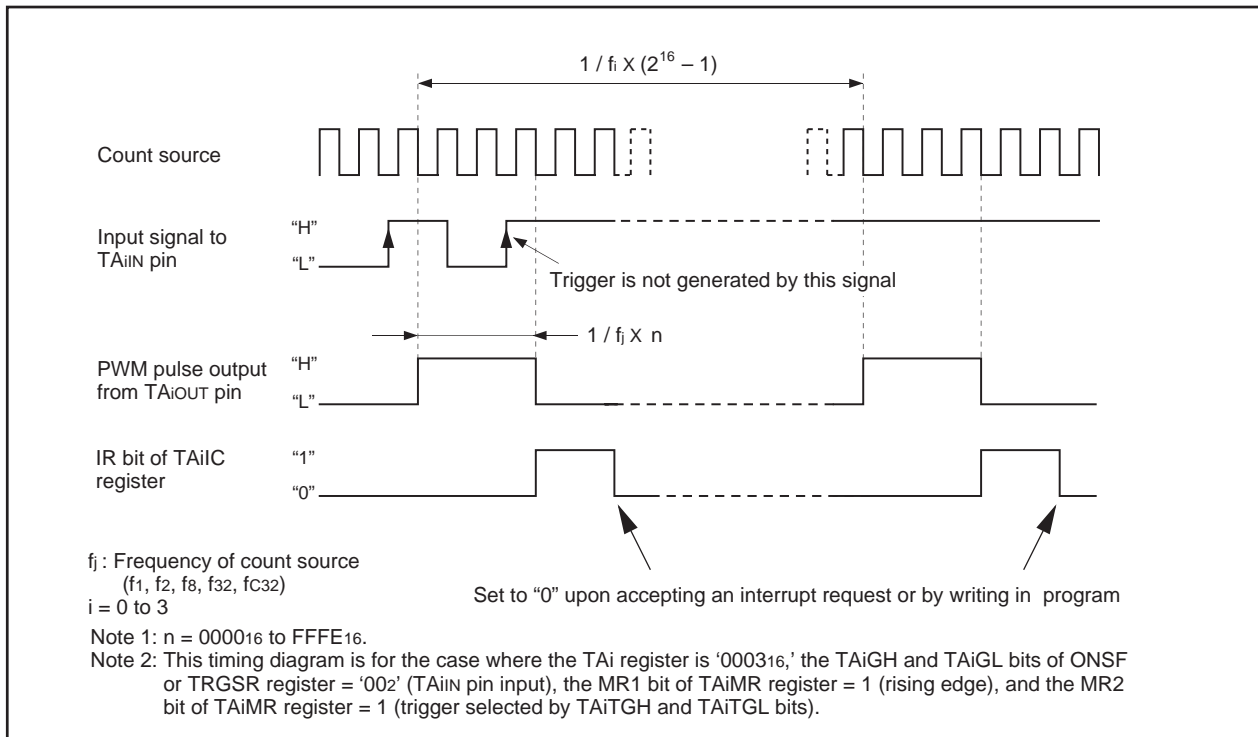 1 / fi X (2^16 – 1)
Count source
Input signal to
TAiIN pin
“H”
“L”
Trigger is not generated by this signal
1 / fj X n
PWM pulse output
from TAiOUT pin
“H”
“L”
IR bit of TAiIC
register
“1”
“0”
fj : Frequency of count source
(f1, f2, f8, f32, fC32)
i = 0 to 3
Set to “0” upon accepting an interrupt request or by writing in program
Note 1: n = 000016 to FFFE16.
Note 2: This timing diagram is for the case where the TAi register is ‘000316,’ the TAiGH and TAiGL bits of ONSF
or TRGSR register = ‘002’ (TAiIN pin input), the MR1 bit of TAiMR register = 1 (rising edge), and the MR2
bit of TAiMR register = 1 (trigger selected by TAiTGH and TAiTGL bits).